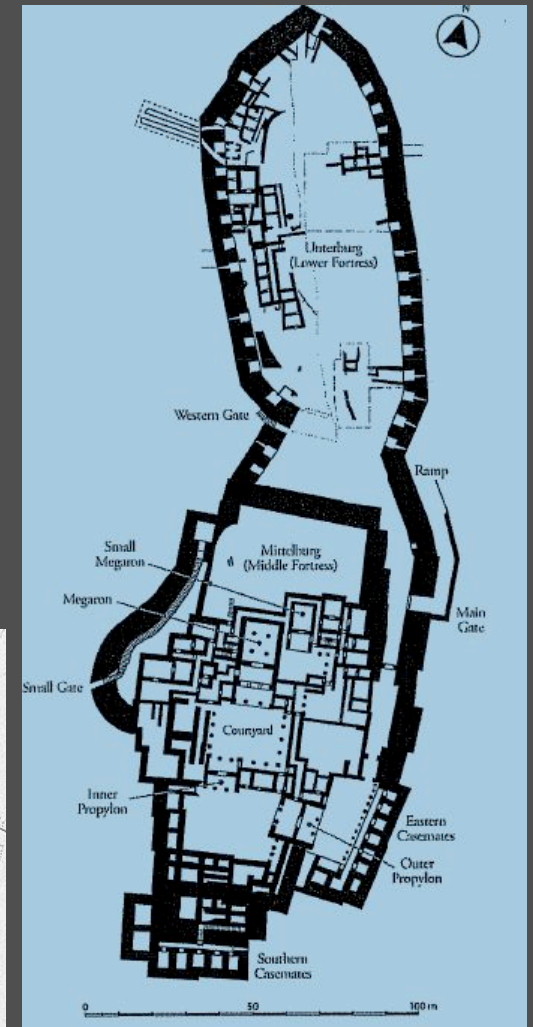 N
Unterburg
(Lower Fortress)
Western Gate
Ramp
Small
Megaron
Mittelburg
(Middle Fortress)
Megaron
Main
Gate
Small Gate
Courtyard
Inner
Propylon
Eastern
Casemates
Outer
Propylon
Southern
Casemates
0
50
100 m